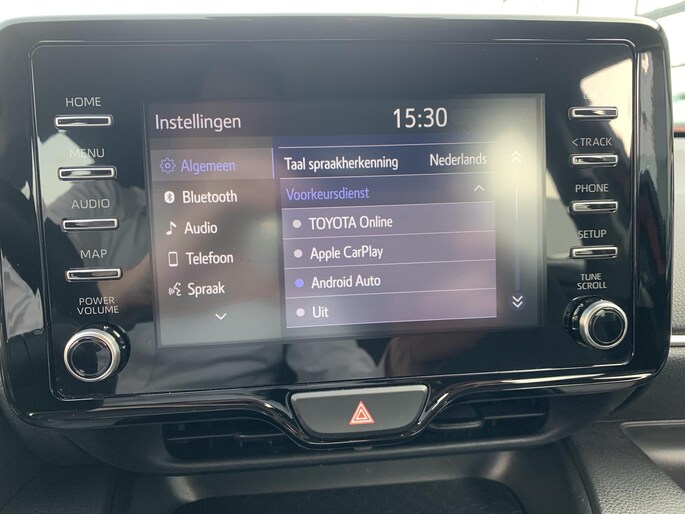 HOME
MENU
AUDIO
MAP
POWER
VOLUME
Instellingen
15:30
Algemeen
Bluetooth
Audio
Telefoon
Spraak
Taal spraakherkenning Nederlands
Voorkeursdienst
TOYOTA Online
Apple CarPlay
Android Auto
Uit
< TRACK
PHONE
SETUP
TUNE
SCROLL